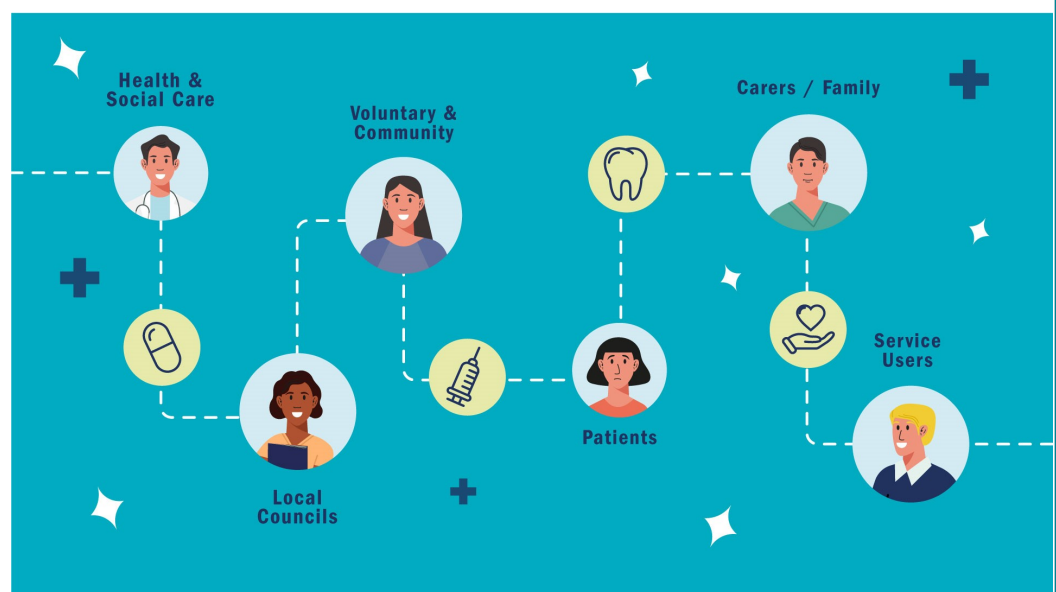 Health &
Social Care
Voluntary &
Community
Carers / Family
Service
Users
Patients
Local
Councils